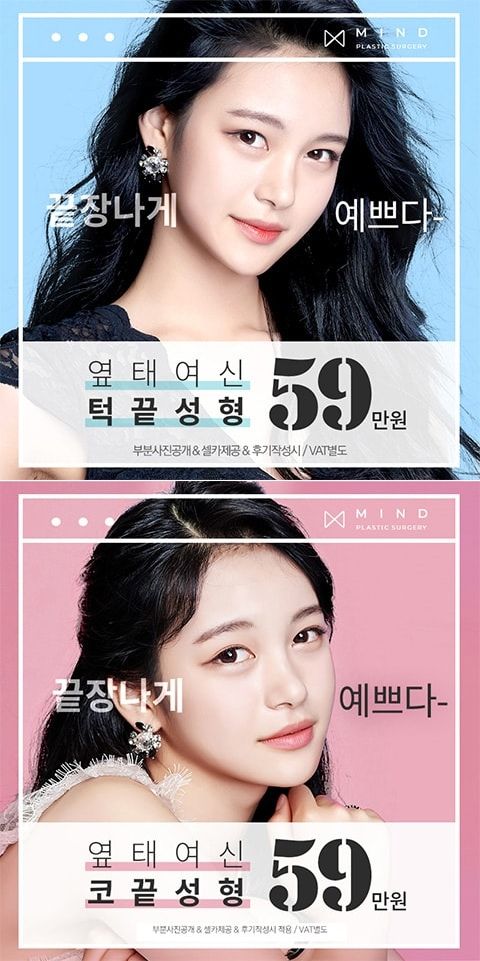 MIND
PLASTIC SURGERY
끝장나게 예쁘다-
옆태여신
턱끝성형
59만원
부분사진공개 & 셀카제공 & 후기작성시 / VAT별도
MIND
PLASTIC SURGERY
끝장나게 예쁘다-
옆태여신
코끝성형
59만원
부분사진공개 & 셀카제공 & 후기작성시 적용 / VAT별도